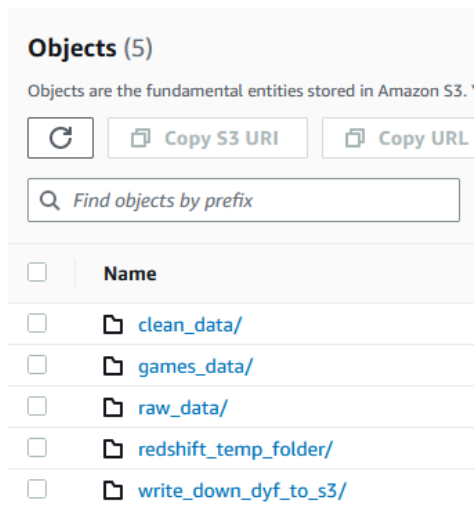 Objects (5)
Objects are the fundamental entities stored in Amazon S3.
Copy S3 URI
Copy URL
Find objects by prefix
Name
clean_data/
games_data/
raw_data/
redshift_temp_folder/
write_down_dyf_to_s3/